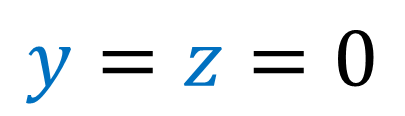 y = z = 0